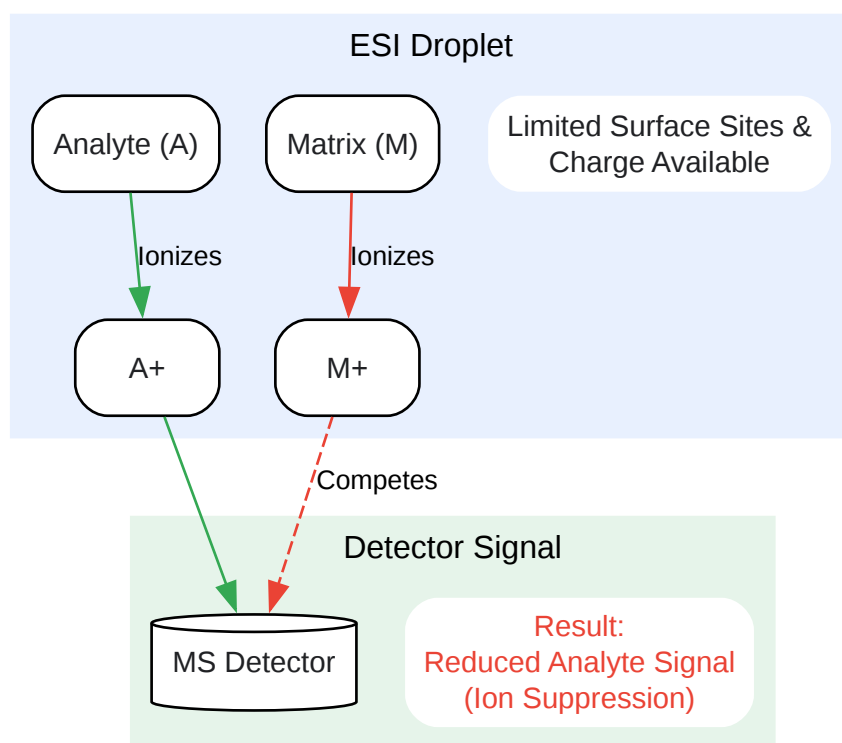 ESI Droplet
Analyte (A)
Matrix (M)
Limited Surface Sites &
Charge Available
Ionizes
Ionizes
A+
M+
Competes
Detector Signal
MS Detector
Result:
Reduced Analyte Signal
(Ion Suppression)